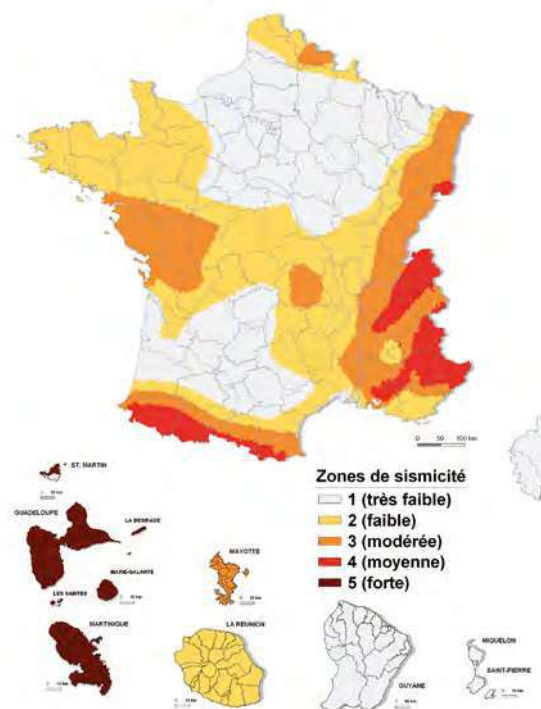 0 50 100 km
Zones de sismicité
1 (très faible)
2 (faible)
3 (modérée)
4 (moyenne)
5 (forte)
ST. MARTIN
GUADELOUPE
LA DESIRADE
MARIE-GALANTE
LES SAINTES
MARTINIQUE
MAYOTTE
LA REUNION
GUYANE
MIQUELON
SAINT-PIERRE